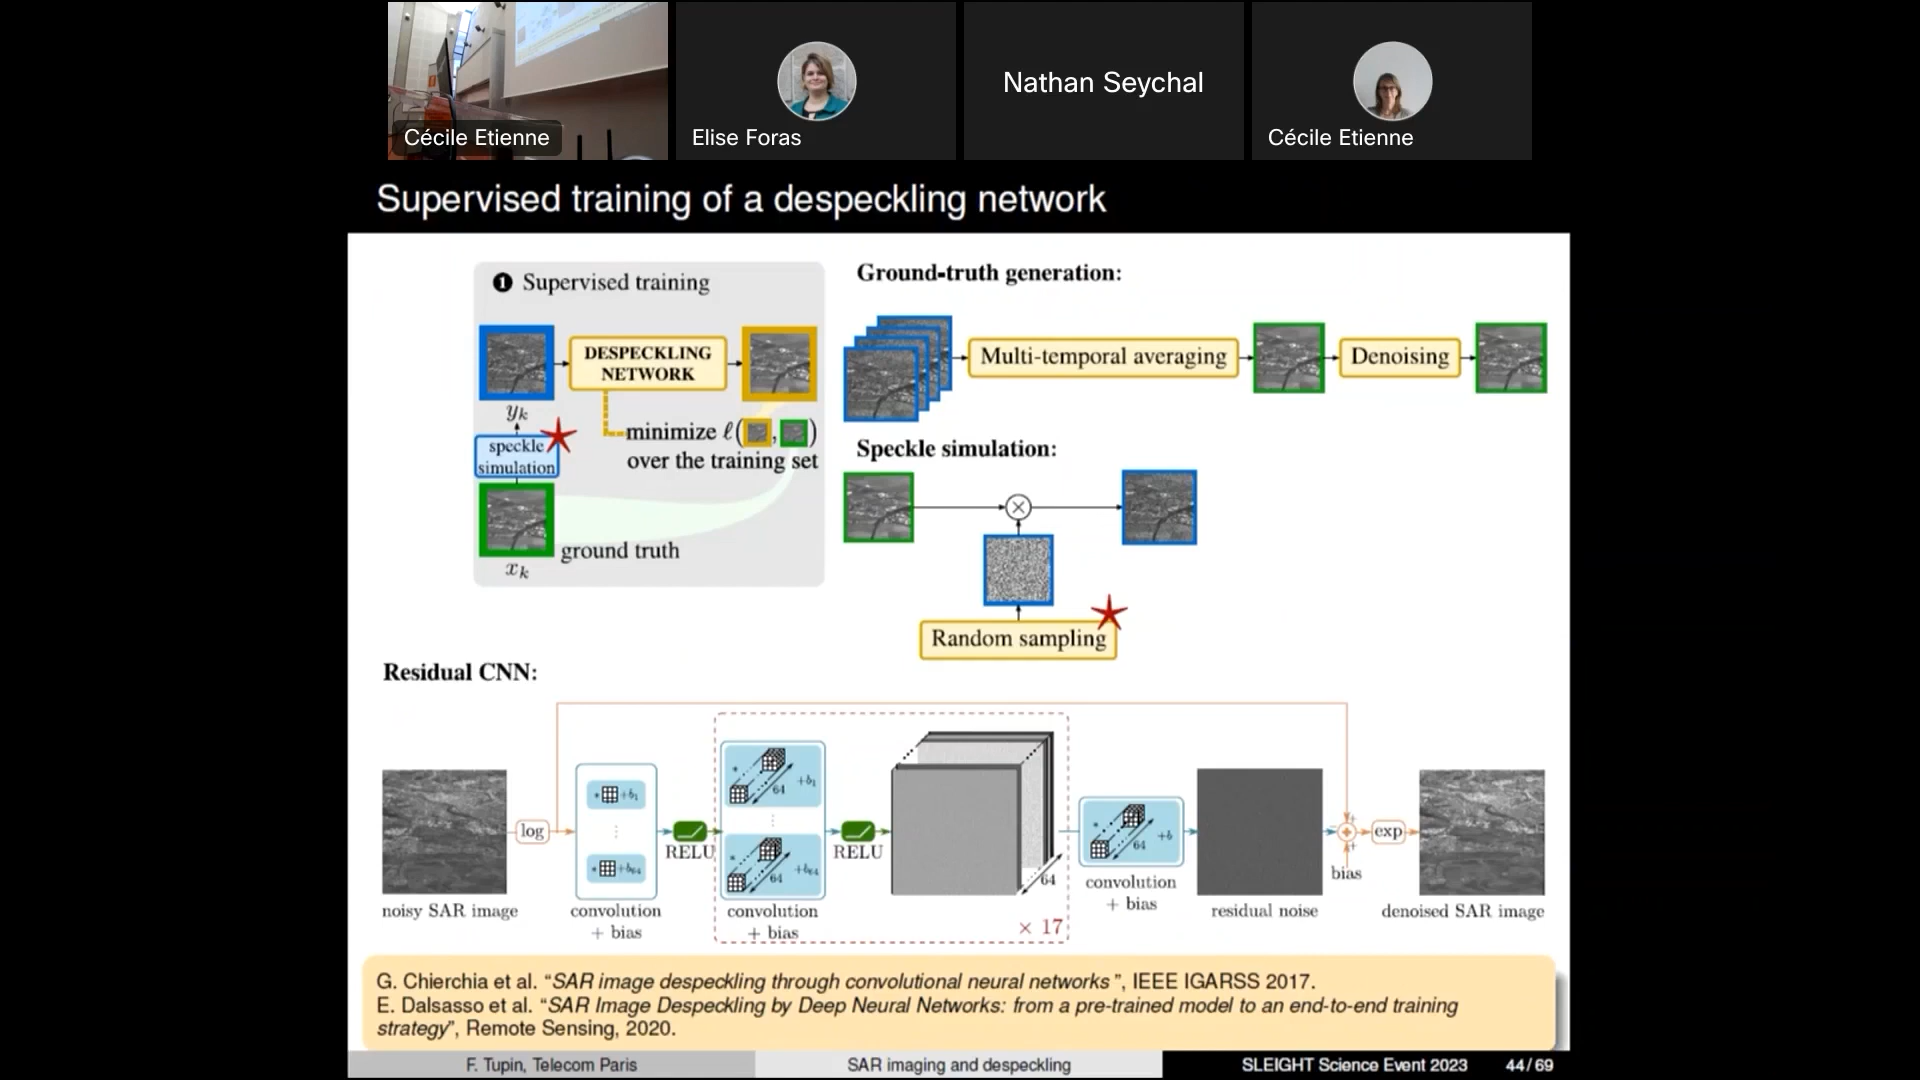 Cécile Etienne
Elise Foras
Nathan Seychal
Cécile Etienne
Supervised training of a despeckling network
❶ Supervised training
DESPECKLING
NETWORK
yk
speckle
simulation
minimize ℓ( , )
over the training set
ground truth
xk
Ground-truth generation:
Multi-temporal averaging
Denoising
Speckle simulation:
Random sampling
Residual CNN:
noisy SAR image
log
* +b1
* +b64
convolution
+ bias
RELU
* 64 +b1
* 64 +b64
convolution
+ bias
RELU
64
× 17
* 64 +b
convolution
+ bias
residual noise
+
+
bias
exp
denoised SAR image
G. Chierchia et al. “SAR image despeckling through convolutional neural networks”, IEEE IGARSS 2017.
E. Dalsasso et al. “SAR Image Despeckling by Deep Neural Networks: from a pre-trained model to an end-to-end training
strategy”, Remote Sensing, 2020.
F. Tupin, Telecom Paris
SAR imaging and despeckling
SLEIGHT Science Event 2023
44/69